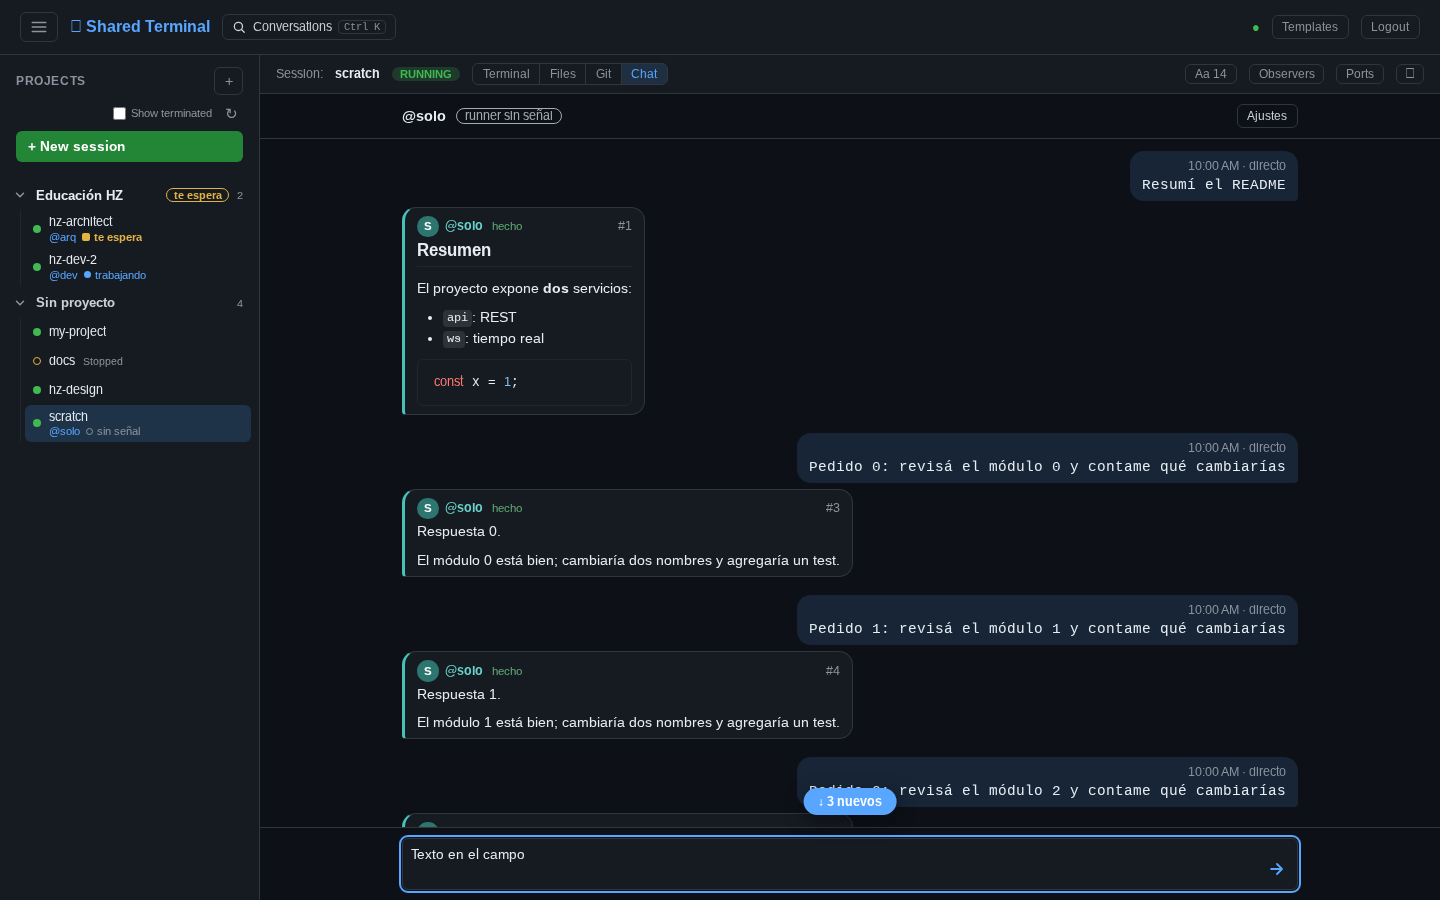 Shared Terminal
Conversations Ctrl K
Templates
Logout
PROJECTS
+
Show terminated ↻
+ New session
Educación HZ te espera 2
hz-architect
@arq te espera
hz-dev-2
@dev trabajando
Sin proyecto 4
my-project
docs Stopped
hz-design
scratch
@solo sin señal
Session: scratch RUNNING Terminal Files Git Chat
Aa 14 Observers Ports
@solo runner sin señal
Ajustes
10:00 AM · directo
Resumí el README
S @solo hecho #1
Resumen
El proyecto expone dos servicios:
• api: REST
• ws: tiempo real
const x = 1;
10:00 AM · directo
Pedido 0: revisá el módulo 0 y contame qué cambiarías
S @solo hecho #3
Respuesta 0.
El módulo 0 está bien; cambiaría dos nombres y agregaría un test.
10:00 AM · directo
Pedido 1: revisá el módulo 1 y contame qué cambiarías
S @solo hecho #4
Respuesta 1.
El módulo 1 está bien; cambiaría dos nombres y agregaría un test.
10:00 AM · directo
revisá el módulo 2 y contame qué cambiarías
↓ 3 nuevos
Texto en el campo